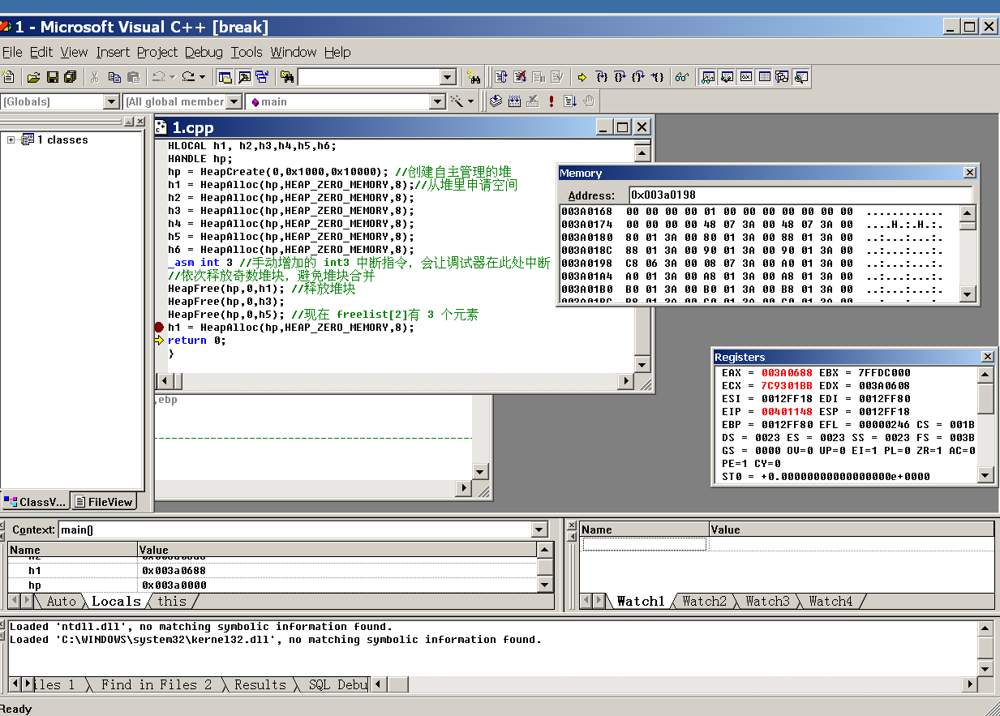 1 - Microsoft Visual C++ [break]
File Edit View Insert Project Debug Tools Window Help
(Globals) (All global member main
1 classes
ClassV... FileView
1.cpp
HLOCAL h1, h2,h3,h4,h5,h6;
HANDLE hp;
hp = HeapCreate(0,0x1000,0x10000); //创建自主管理的堆
h1 = HeapAlloc(hp,HEAP_ZERO_MEMORY,8);//从堆里申请空间
h2 = HeapAlloc(hp,HEAP_ZERO_MEMORY,8);
h3 = HeapAlloc(hp,HEAP_ZERO_MEMORY,8);
h4 = HeapAlloc(hp,HEAP_ZERO_MEMORY,8);
h5 = HeapAlloc(hp,HEAP_ZERO_MEMORY,8);
h6 = HeapAlloc(hp,HEAP_ZERO_MEMORY,8);
_asm int 3 //手动增加的 int3 中断指令，会让调试器在此处中断
//依次释放奇数堆块，避免堆块合并
HeapFree(hp,0,h1); //释放堆块
HeapFree(hp,0,h3);
HeapFree(hp,0,h5); //现在 freelist[2]有 3 个元素
h1 = HeapAlloc(hp,HEAP_ZERO_MEMORY,8);
return 0;
}
,ebp
Memory
Address: 0x003a0198
003A0168 00 00 00 00 01 00 00 00 00 00 00 00 ............
003A0174 00 00 00 00 48 07 3A 00 48 07 3A 00 ....H.:.H.:.
003A0180 80 01 3A 00 80 01 3A 00 88 01 3A 00 ..:...:...:.
003A018C 88 01 3A 00 90 01 3A 00 90 01 3A 00 ..:...:...:.
003A0198 C8 06 3A 00 08 07 3A 00 A0 01 3A 00 ..:...:...:.
003A01A4 A0 01 3A 00 A8 01 3A 00 A8 01 3A 00 ..:...:...:.
003A01B0 B0 01 3A 00 B0 01 3A 00 B8 01 3A 00 ..:...:...:.
003A01BC B8 01 3A 00 C0 01 3A 00 C0 01 3A 00 ..:...:...:.
Registers
EAX = 003A0688 EBX = 7FFDC000
ECX = 7C9301BB EDX = 003A0608
ESI = 0012FF18 EDI = 0012FF80
EIP = 00401148 ESP = 0012FF18
EBP = 0012FF80 EFL = 00000246 CS = 001B
DS = 0023 ES = 0023 SS = 0023 FS = 003B
GS = 0000 OV=0 UP=0 EI=1 PL=0 ZR=1 AC=0
PE=1 CY=0
ST0 = +0.00000000000000000e+0000
Context: main()
Name Value
h1 0x003a0688
hp 0x003a0000
Auto Locals this
Name Value
Watch1 Watch2 Watch3 Watch4
Loaded 'ntdll.dll', no matching symbolic information found.
Loaded 'C:\WINDOWS\system32\kernel32.dll', no matching symbolic information found.
iles 1 Find in Files 2 Results SQL Debu
Ready